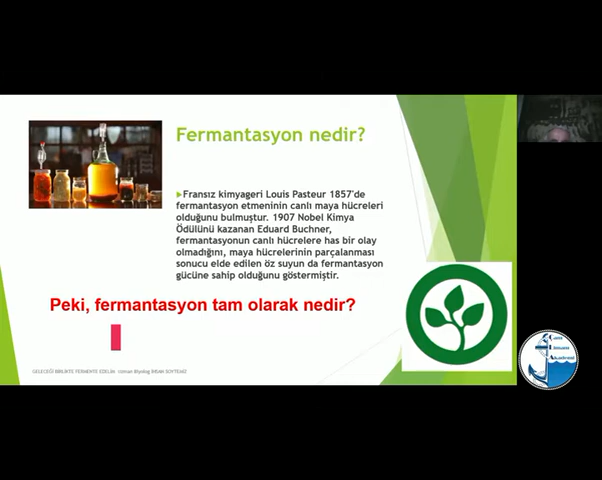 Fermantasyon nedir?
Fransız kimyageri Louis Pasteur 1857'de
fermantasyon etmeninin canlı maya hücreleri
olduğunu bulmuştur. 1907 Nobel Kimya
Ödülünü kazanan Eduard Buchner,
fermantasyonun canlı hücrelere has bir olay
olmadığını, maya hücrelerinin parçalanması
sonucu elde edilen öz suyun da fermantasyon
gücüne sahip olduğunu göstermiştir.
Peki, fermantasyon tam olarak nedir?
GELECEĞİ BİRLİKTE FERMENTE EDELİM